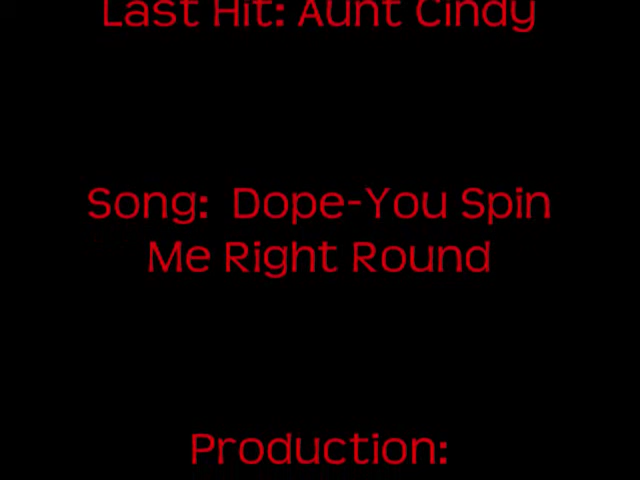 Last Hit: Aunt Cindy
Song: Dope-You Spin
Me Right Round
Production: